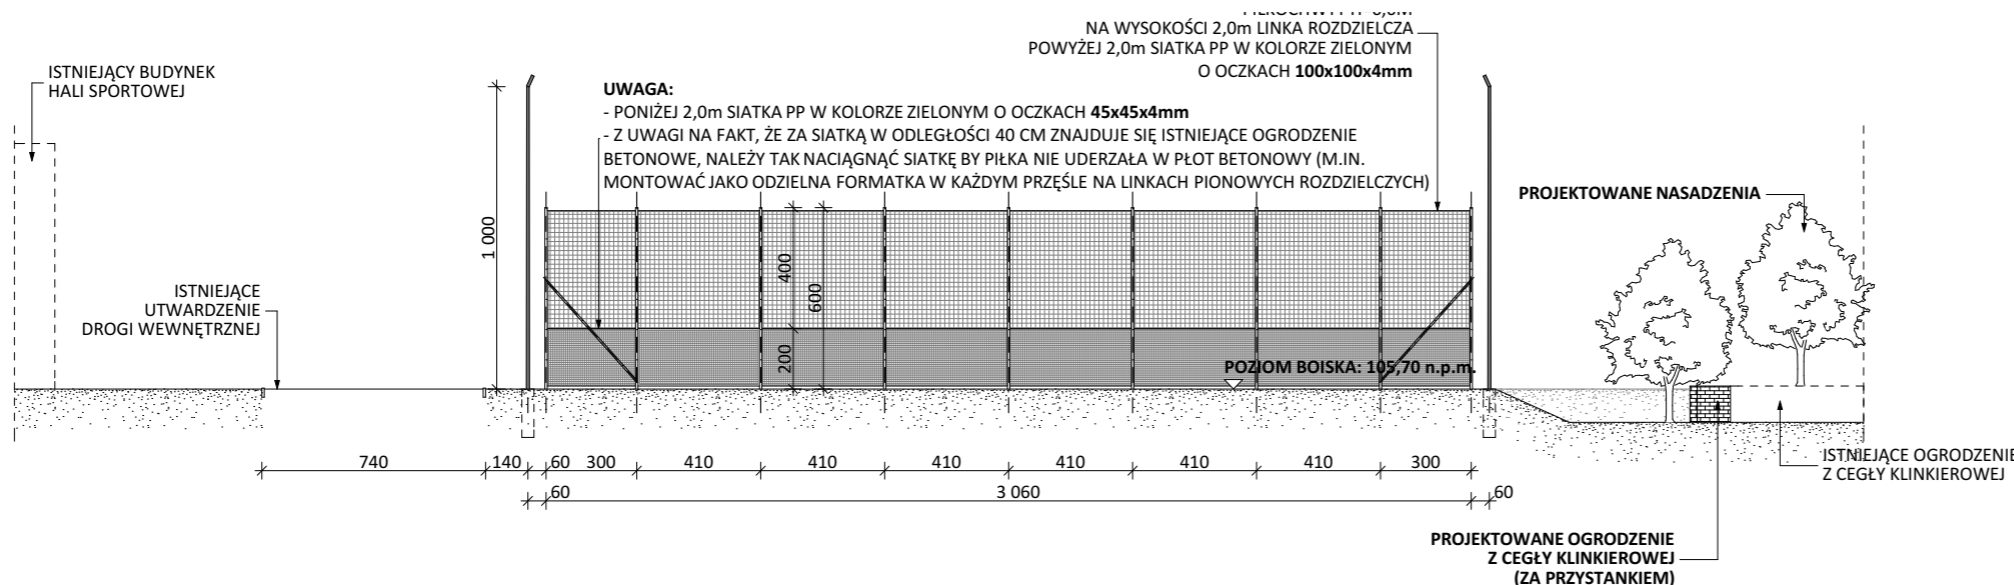 NA WYSOKOŚCI 2,0m LINKA ROZDZIELCZA
POWYŻEJ 2,0m SIATKA PP W KOLORZE ZIELONYM
O OCZKACH 100x100x4mm
ISTNIEJĄCY BUDYNEK
HALI SPORTOWEJ
UWAGA:
- PONIŻEJ 2,0m SIATKA PP W KOLORZE ZIELONYM O OCZKACH 45x45x4mm
- Z UWAGI NA FAKT, ŻE ZA SIATKĄ W ODLEGŁOŚCI 40 CM ZNAJDUJE SIĘ ISTNIEJĄCE OGRODZENIE
BETONOWE, NALEŻY TAK NACIĄGNĄĆ SIATKĘ BY PIŁKA NIE UDERZAŁA W PŁOT BETONOWY (M.IN.
MONTOWAĆ JAKO ODZIELNA FORMATKA W KAŻDYM PRZĘŚLE NA LINKACH PIONOWYCH ROZDZIELCZYCH)
PROJEKTOWANE NASADZENIA
1 000
400
600
200
ISTNIEJĄCE
UTWARDZENIE
DROGI WEWNĘTRZNEJ
POZIOM BOISKA: 105,70 n.p.m.
740 140 60 300 410 410 410 410 410 410 300
60 3 060 60
ISTNIEJĄCE OGRODZENIE
Z CEGŁY KLINKIEROWEJ
PROJEKTOWANE OGRODZENIE
Z CEGŁY KLINKIEROWEJ
(ZA PRZYSTANKIEM)